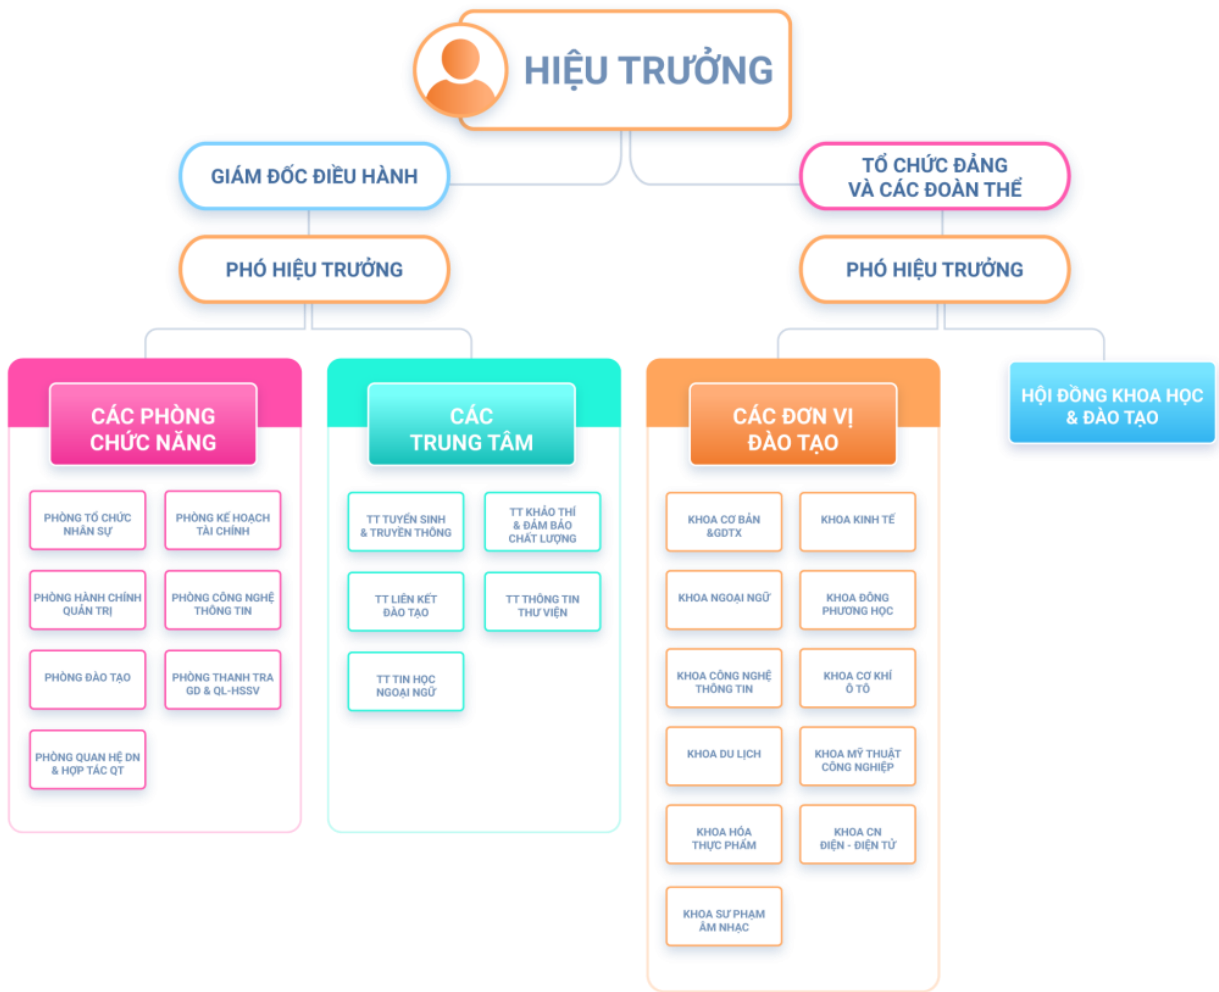 HIỆU TRƯỞNG
GIÁM ĐỐC ĐIỀU HÀNH
TỔ CHỨC ĐẢNG
VÀ CÁC ĐOÀN THỂ
PHÓ HIỆU TRƯỞNG
PHÓ HIỆU TRƯỞNG
CÁC PHÒNG
CHỨC NĂNG
PHÒNG TỔ CHỨC
NHÂN SỰ
PHÒNG KẾ HOẠCH
TÀI CHÍNH
PHÒNG HÀNH CHÍNH
QUẢN TRỊ
PHÒNG CÔNG NGHỆ
THÔNG TIN
PHÒNG ĐÀO TẠO
PHÒNG THANH TRA
GD & QL-HSSV
PHÒNG QUAN HỆ DN
& HỢP TÁC QT
CÁC
TRUNG TÂM
TT TUYỂN SINH
& TRUYỀN THÔNG
TT KHẢO THÍ
& ĐẢM BẢO
CHẤT LƯỢNG
TT LIÊN KẾT
ĐÀO TẠO
TT THÔNG TIN
THƯ VIỆN
TT TIN HỌC
NGOẠI NGỮ
CÁC ĐƠN VỊ
ĐÀO TẠO
KHOA CƠ BẢN
&GDTX
KHOA KINH TẾ
KHOA NGOẠI NGỮ
KHOA ĐÔNG
PHƯƠNG HỌC
KHOA CÔNG NGHỆ
THÔNG TIN
KHOA CƠ KHÍ
Ô TÔ
KHOA DU LỊCH
KHOA MỸ THUẬT
CÔNG NGHIỆP
KHOA HÓA
THỰC PHẨM
KHOA CN
ĐIỆN - ĐIỆN TỬ
KHOA SƯ PHẠM
ÂM NHẠC
HỘI ĐỒNG KHOA HỌC
& ĐÀO TẠO